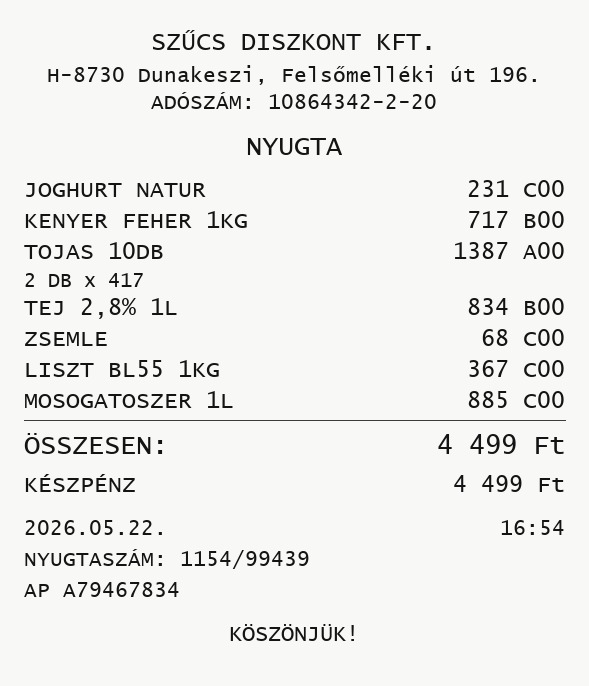 SZŰCS DISZKONT KFT.
H-8730 Dunakeszi, Felsőmelléki út 196.
ADÓSZÁM: 10864342-2-20
NYUGTA
JOGHURT NATUR 231 C00
KENYER FEHER 1KG 717 B00
TOJAS 10DB 1387 A00
2 DB x 417
TEJ 2,8% 1L 834 B00
ZSEMLE 68 C00
LISZT BL55 1KG 367 C00
MOSOGATOSZER 1L 885 C00
ÖSSZESEN: 4 499 Ft
KÉSZPÉNZ 4 499 Ft
2026.05.22. 16:54
NYUGTASZÁM: 1154/99439
AP A79467834
KÖSZÖNJÜK!